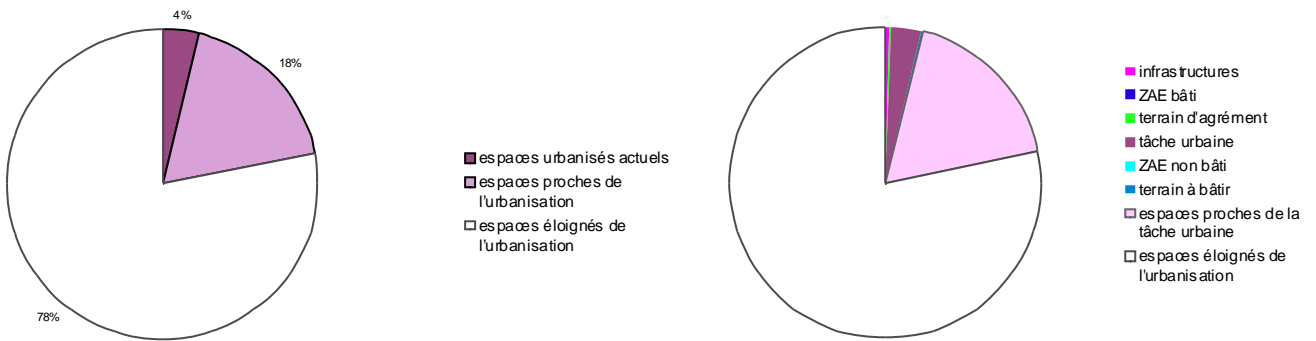 4%
18%
78%
espaces urbanisés actuels
espaces proches de
l'urbanisation
espaces éloignés de
l'urbanisation
infrastructures
ZAE bâti
terrain d'agrément
tâche urbaine
ZAE non bâti
terrain à bâtir
espaces proches de la
tâche urbaine
espaces éloignés de
l'urbanisation